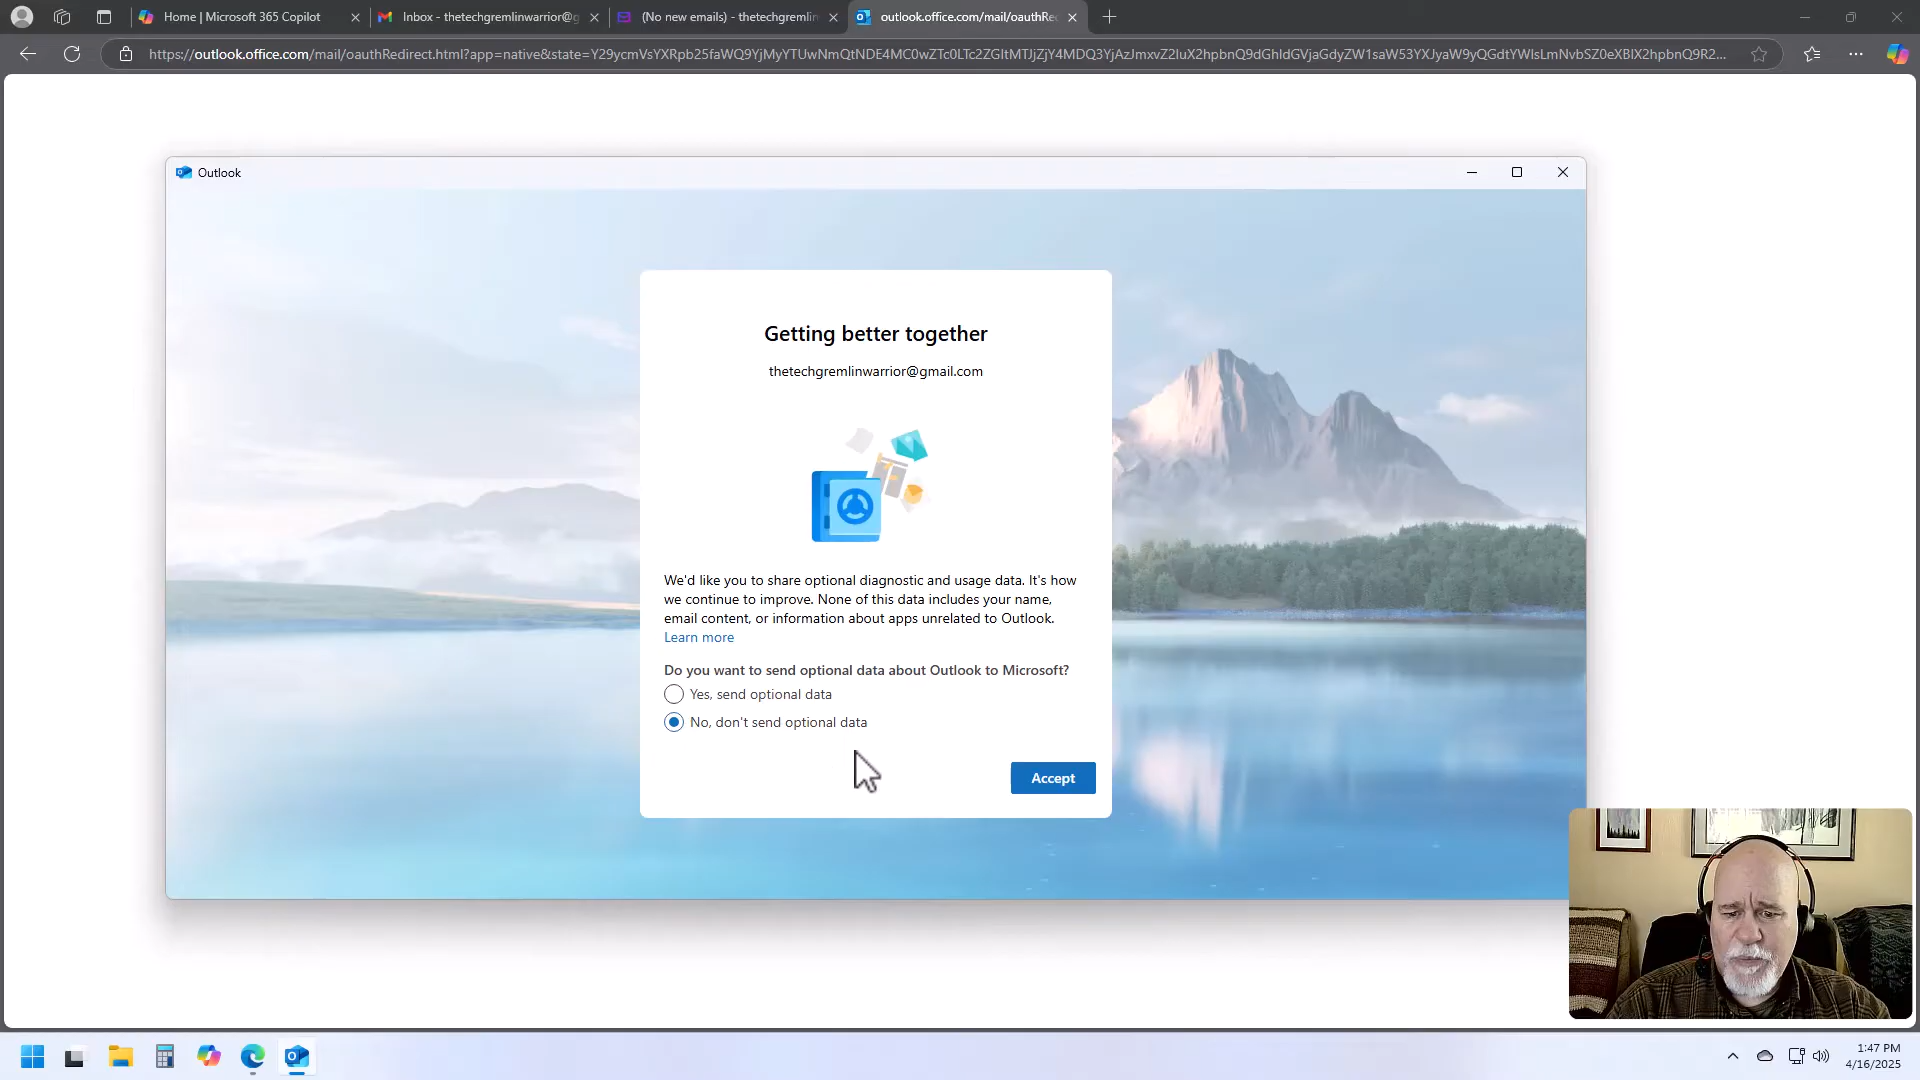 Home | Microsoft 365 Copilot
Inbox - thetechgremlinwarrior@g
(No new emails) - thetechgremlin
outlook.office.com/mail/oauthRe
https://outlook.office.com/mail/oauthRedirect.html?app=native&state=
Outlook
Getting better together
thetechgremlinwarrior@gmail.com
We'd like you to share optional diagnostic and usage data. It's how
we continue to improve. None of this data includes your name,
email content, or information about apps unrelated to Outlook.
Learn more
Do you want to send optional data about Outlook to Microsoft?
Yes, send optional data
No, don't send optional data
Accept
1:47 PM
4/16/2025